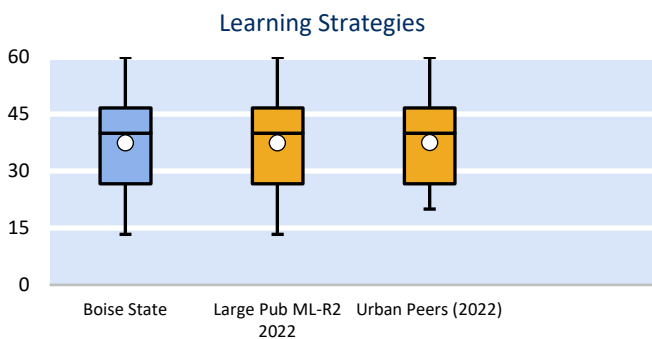 Learning Strategies
60
45
30
15
0
Boise State
Large Pub ML-R2
2022
Urban Peers (2022)